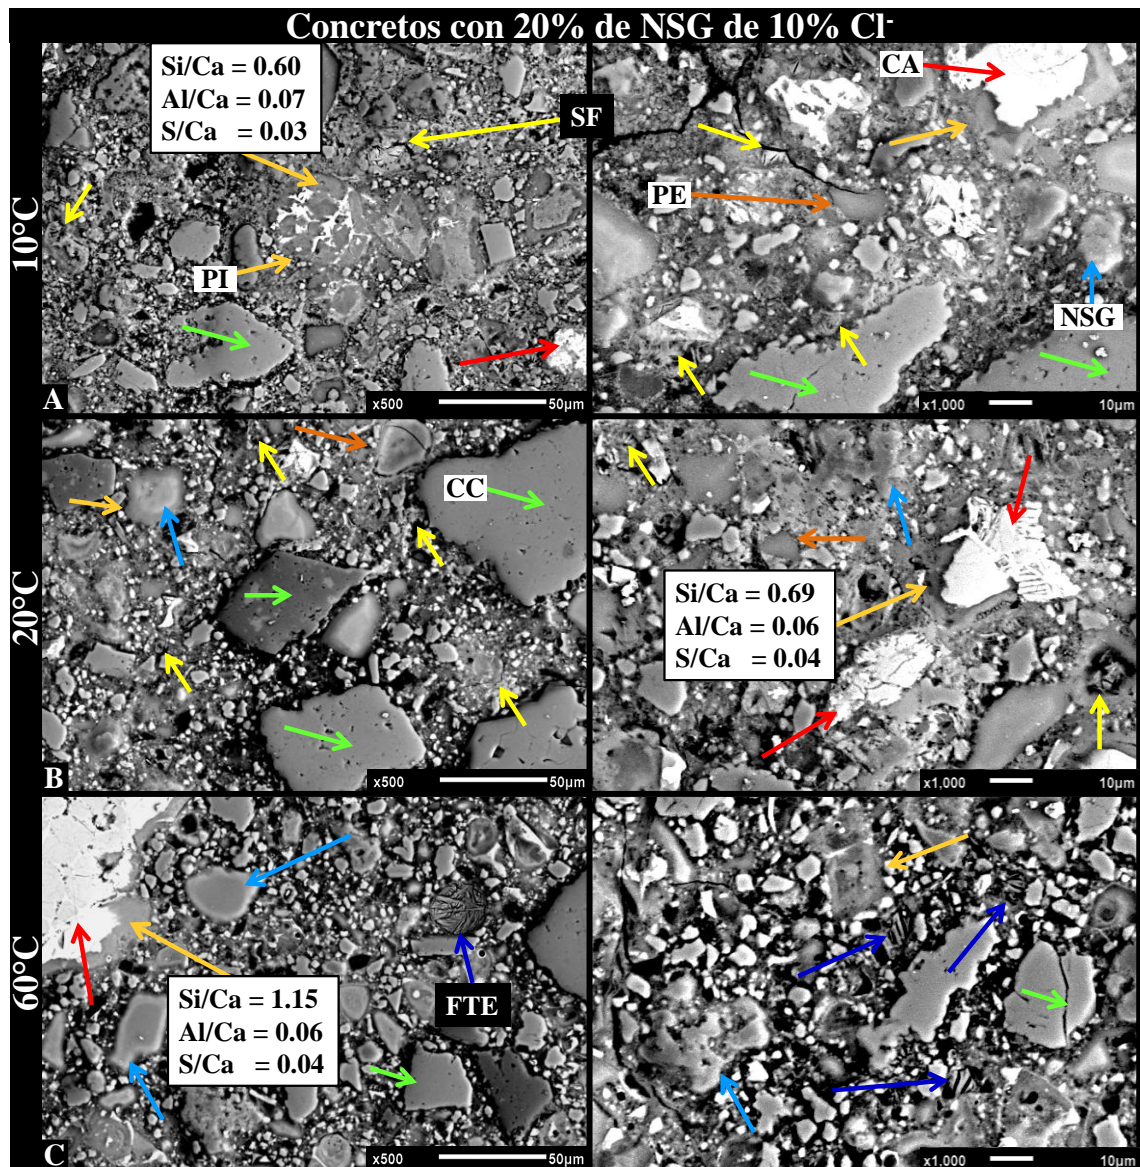 Concretos con 20% de NSG de 10% Cl⁻
10°C
Si/Ca = 0.60
Al/Ca = 0.07
S/Ca = 0.03
SF
CA
PE
PI
NSG
A
x500 50µm
x1,000 10µm
20°C
CC
Si/Ca = 0.69
Al/Ca = 0.06
S/Ca = 0.04
B
x500 50µm
x1,000 10µm
60°C
FTE
Si/Ca = 1.15
Al/Ca = 0.06
S/Ca = 0.04
C
x500 50µm
x1,000 10µm